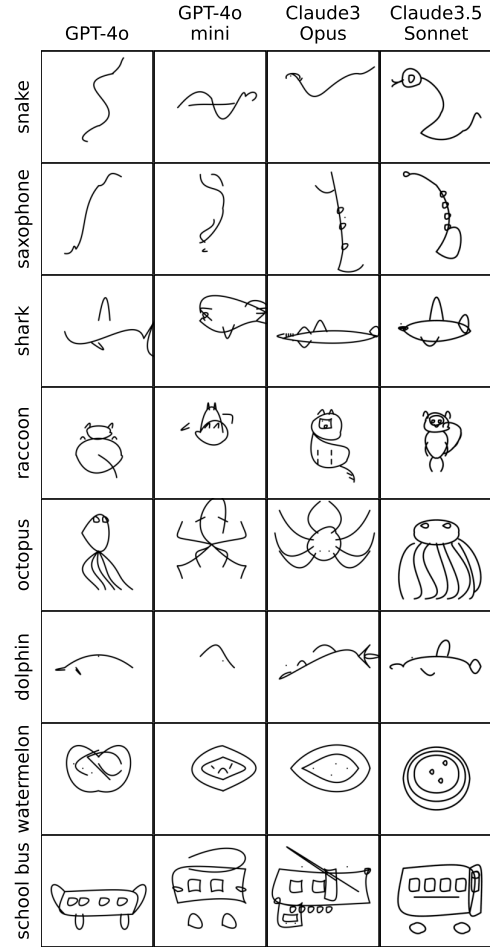 GPT-4o
GPT-4o mini
Claude3 Opus
Claude3.5 Sonnet
snake
saxophone
shark
raccoon
octopus
dolphin
watermelon
school bus